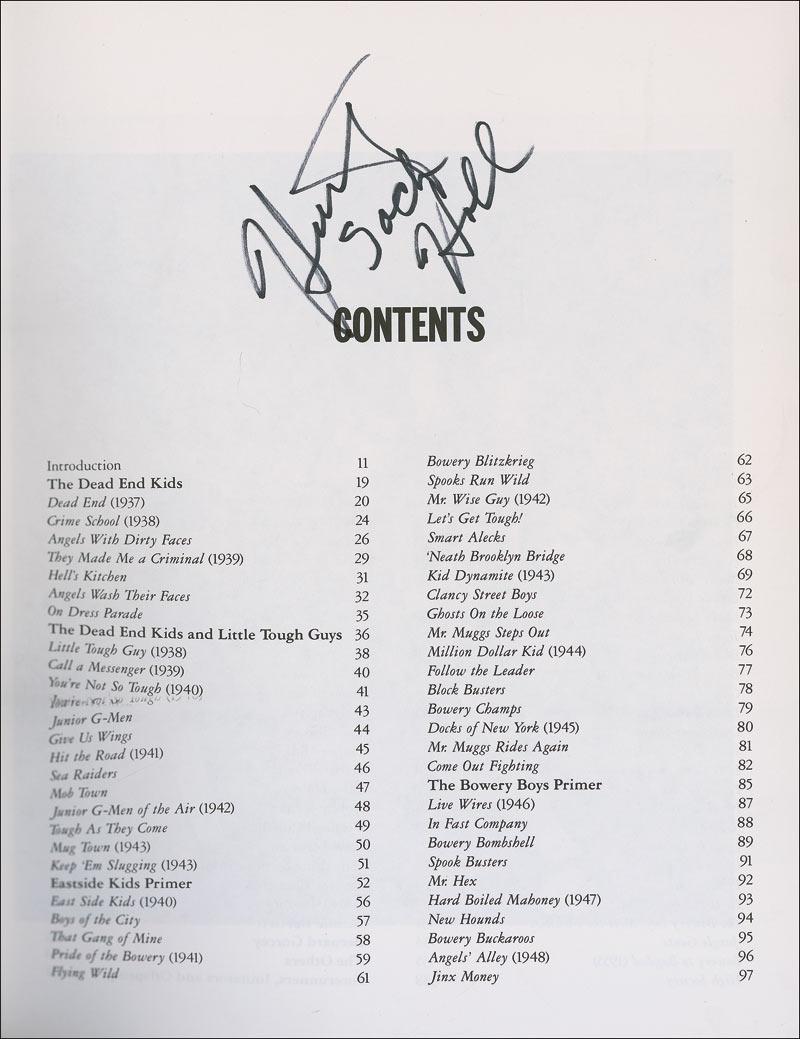 Huntz
Sach
Hall
CONTENTS
Introduction 11
The Dead End Kids 19
Dead End (1937) 20
Crime School (1938) 24
Angels With Dirty Faces 26
They Made Me a Criminal (1939) 29
Hell's Kitchen 31
Angels Wash Their Faces 32
On Dress Parade 35
The Dead End Kids and Little Tough Guys 36
Little Tough Guy (1938) 38
Call a Messenger (1939) 40
You're Not So Tough (1940) 41
Junior G-Men 43
Give Us Wings 44
Hit the Road (1941) 45
Sea Raiders 46
Mob Town 47
Junior G-Men of the Air (1942) 48
Tough As They Come 49
Mug Town (1943) 50
Keep 'Em Slugging (1943) 51
Eastside Kids Primer 52
East Side Kids (1940) 56
Boys of the City 57
That Gang of Mine 58
Pride of the Bowery (1941) 59
Flying Wild 61
Bowery Blitzkrieg 62
Spooks Run Wild 63
Mr. Wise Guy (1942) 65
Let's Get Tough! 66
Smart Alecks 67
'Neath Brooklyn Bridge 68
Kid Dynamite (1943) 69
Clancy Street Boys 72
Ghosts On the Loose 73
Mr. Muggs Steps Out 74
Million Dollar Kid (1944) 76
Follow the Leader 77
Block Busters 78
Bowery Champs 79
Docks of New York (1945) 80
Mr. Muggs Rides Again 81
Come Out Fighting 82
The Bowery Boys Primer 85
Live Wires (1946) 87
In Fast Company 88
Bowery Bombshell 89
Spook Busters 91
Mr. Hex 92
Hard Boiled Mahoney (1947) 93
New Hounds 94
Bowery Buckaroos 95
Angels' Alley (1948) 96
Jinx Money 97